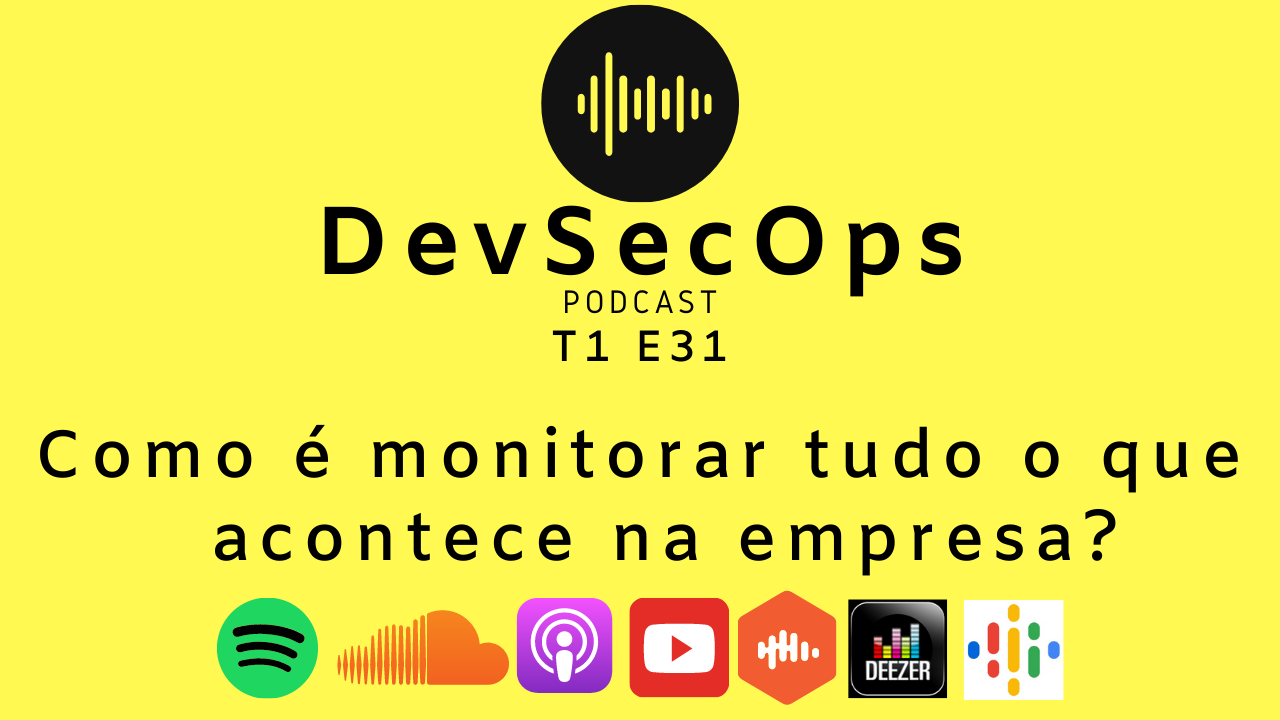 DevSecOps
PODCAST
T1 E31
Como é monitorar tudo o que
acontece na empresa?
DEEZER